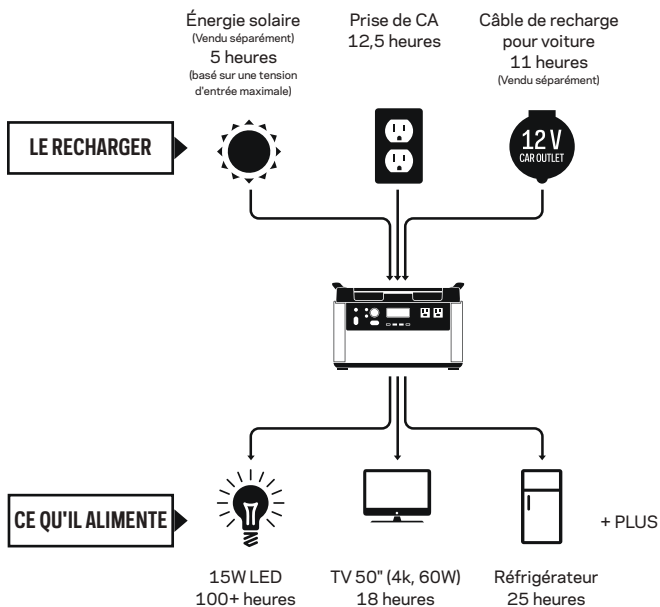 Énergie solaire
(Vendu séparément)
5 heures
(basé sur une tension
d'entrée maximale)
Prise de CA
12,5 heures
Câble de recharge
pour voiture
11 heures
(Vendu séparément)
LE RECHARGER
12 V
CAR OUTLET
CE QU'IL ALIMENTE
+ PLUS
15W LED
100+ heures
TV 50" (4k, 60W)
18 heures
Réfrigérateur
25 heures